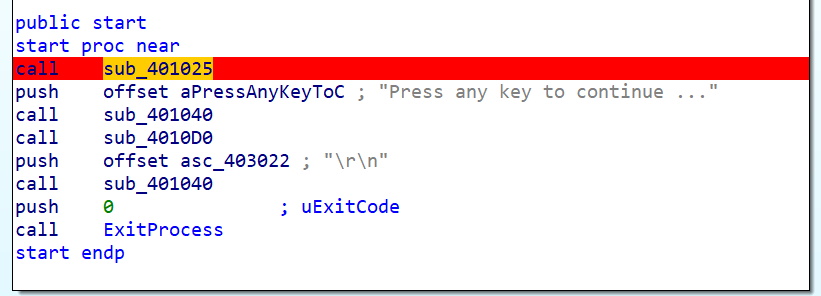 public start
start proc near
call    sub_401025
push    offset aPressAnyKeyToC ; "Press any key to continue ..."
call    sub_401040
call    sub_4010D0
push    offset asc_403022 ; "\r\n"
call    sub_401040
push    0               ; uExitCode
call    ExitProcess
start endp